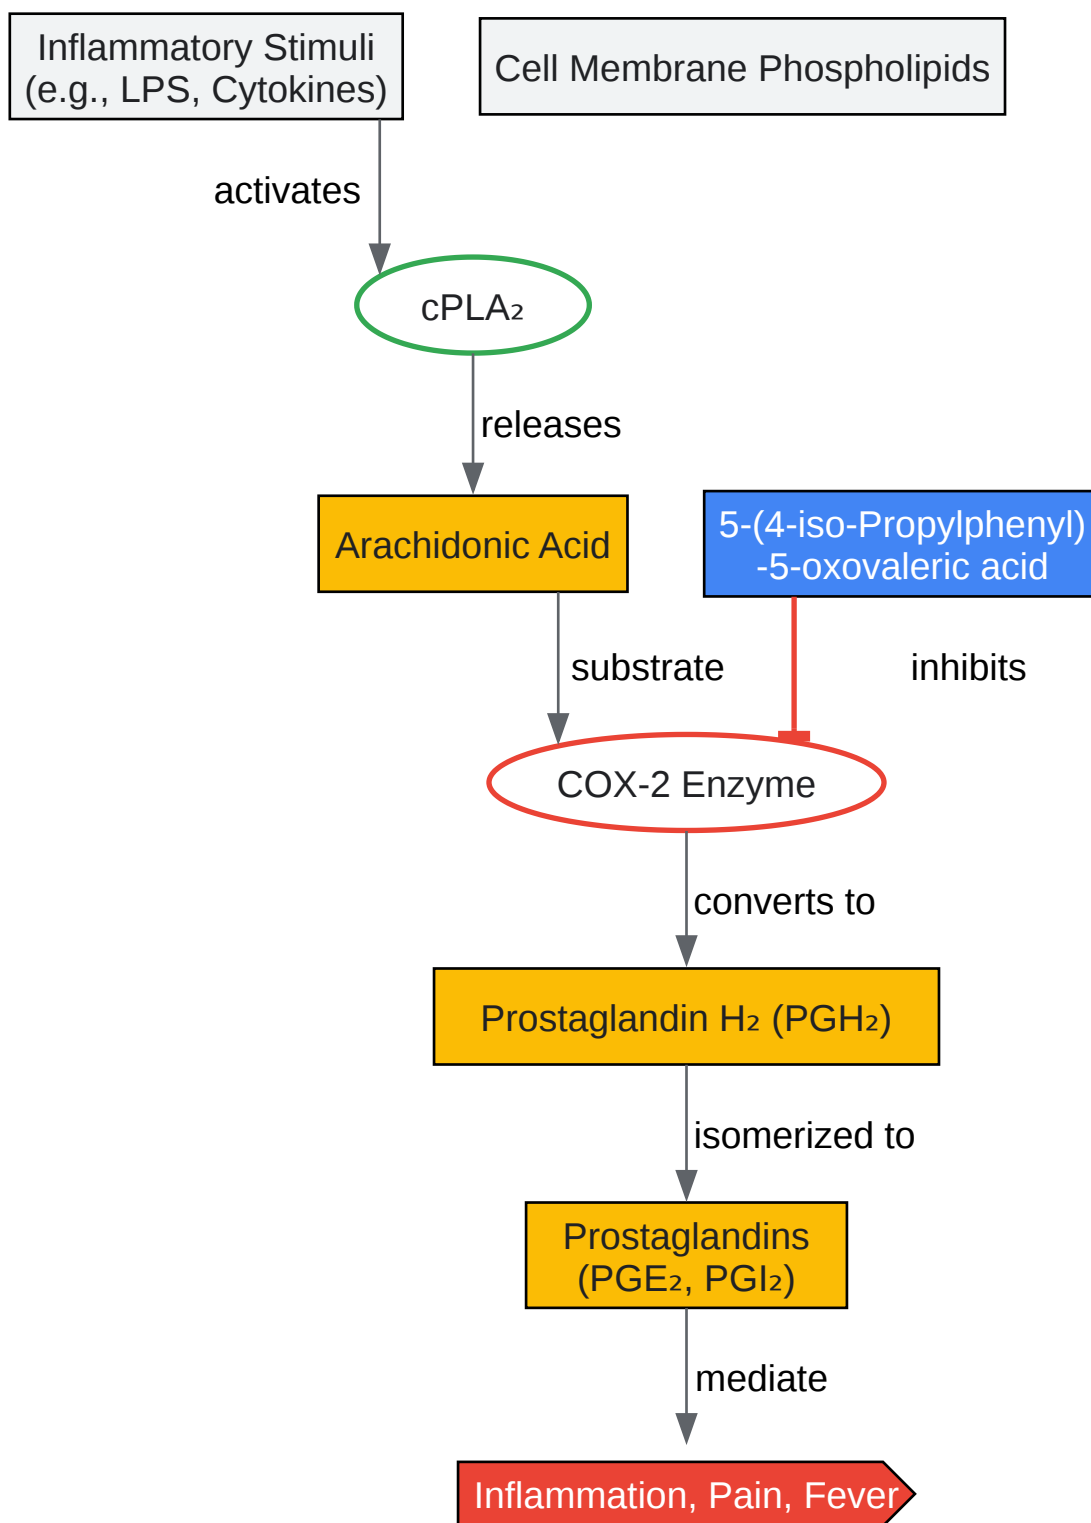 Inflammatory Stimuli
(e.g., LPS, Cytokines)
Cell Membrane Phospholipids
activates
cPLA₂
releases
Arachidonic Acid
5-(4-iso-Propylphenyl)
-5-oxovaleric acid
substrate
inhibits
COX-2 Enzyme
converts to
Prostaglandin H₂ (PGH₂)
isomerized to
Prostaglandins
(PGE₂, PGI₂)
mediate
Inflammation, Pain, Fever